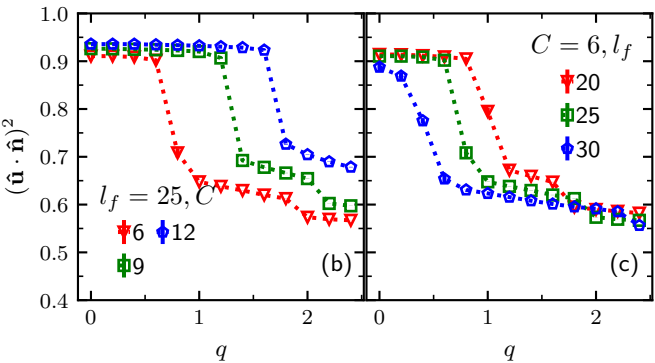 (û · n̂)²
1.0
0.9
0.8
0.7
0.6
0.5
0.4
l_f = 25, C
6
12
9
(b)
0
1
2
q
C = 6, l_f
20
25
30
(c)
0
1
2
q